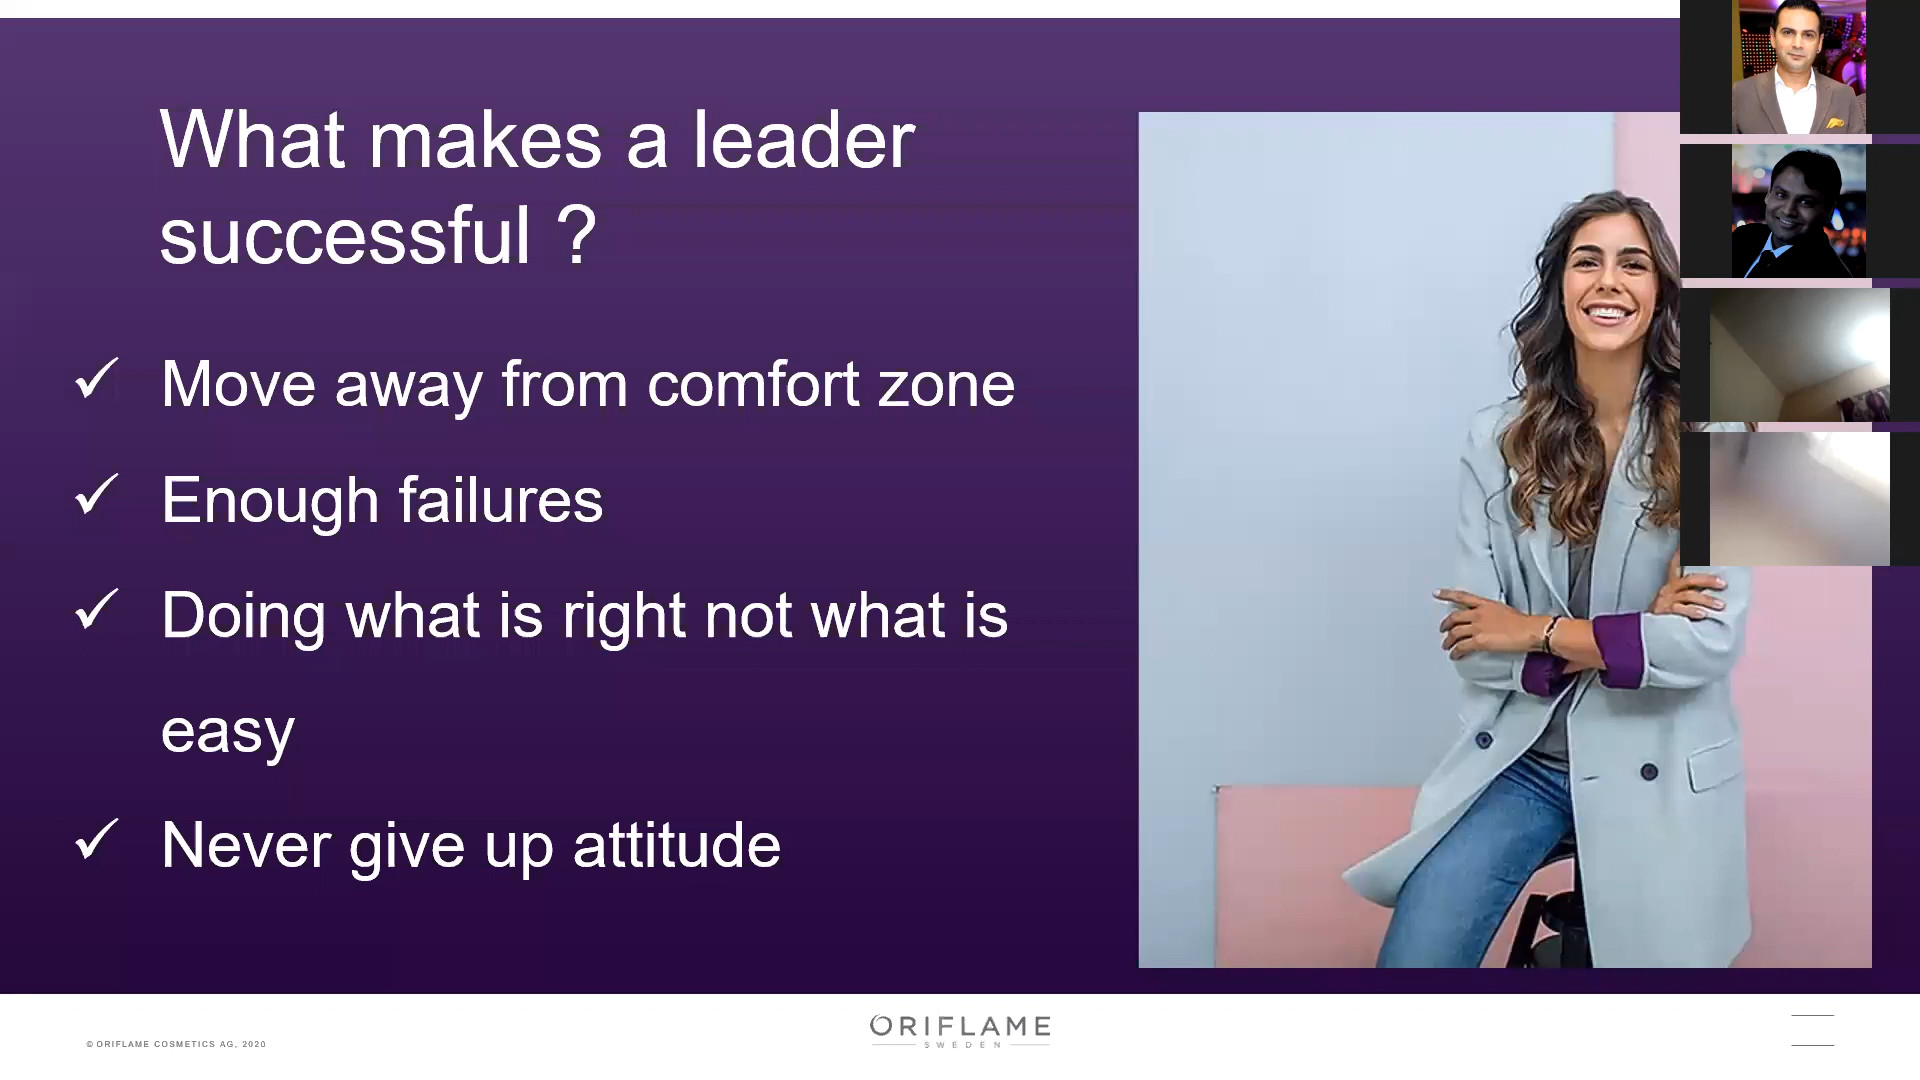 What makes a leader
successful ?
✓ Move away from comfort zone
✓ Enough failures
✓ Doing what is right not what is
easy
✓ Never give up attitude
© ORIFLAME COSMETICS AG, 2020
ORIFLAME
SWEDEN